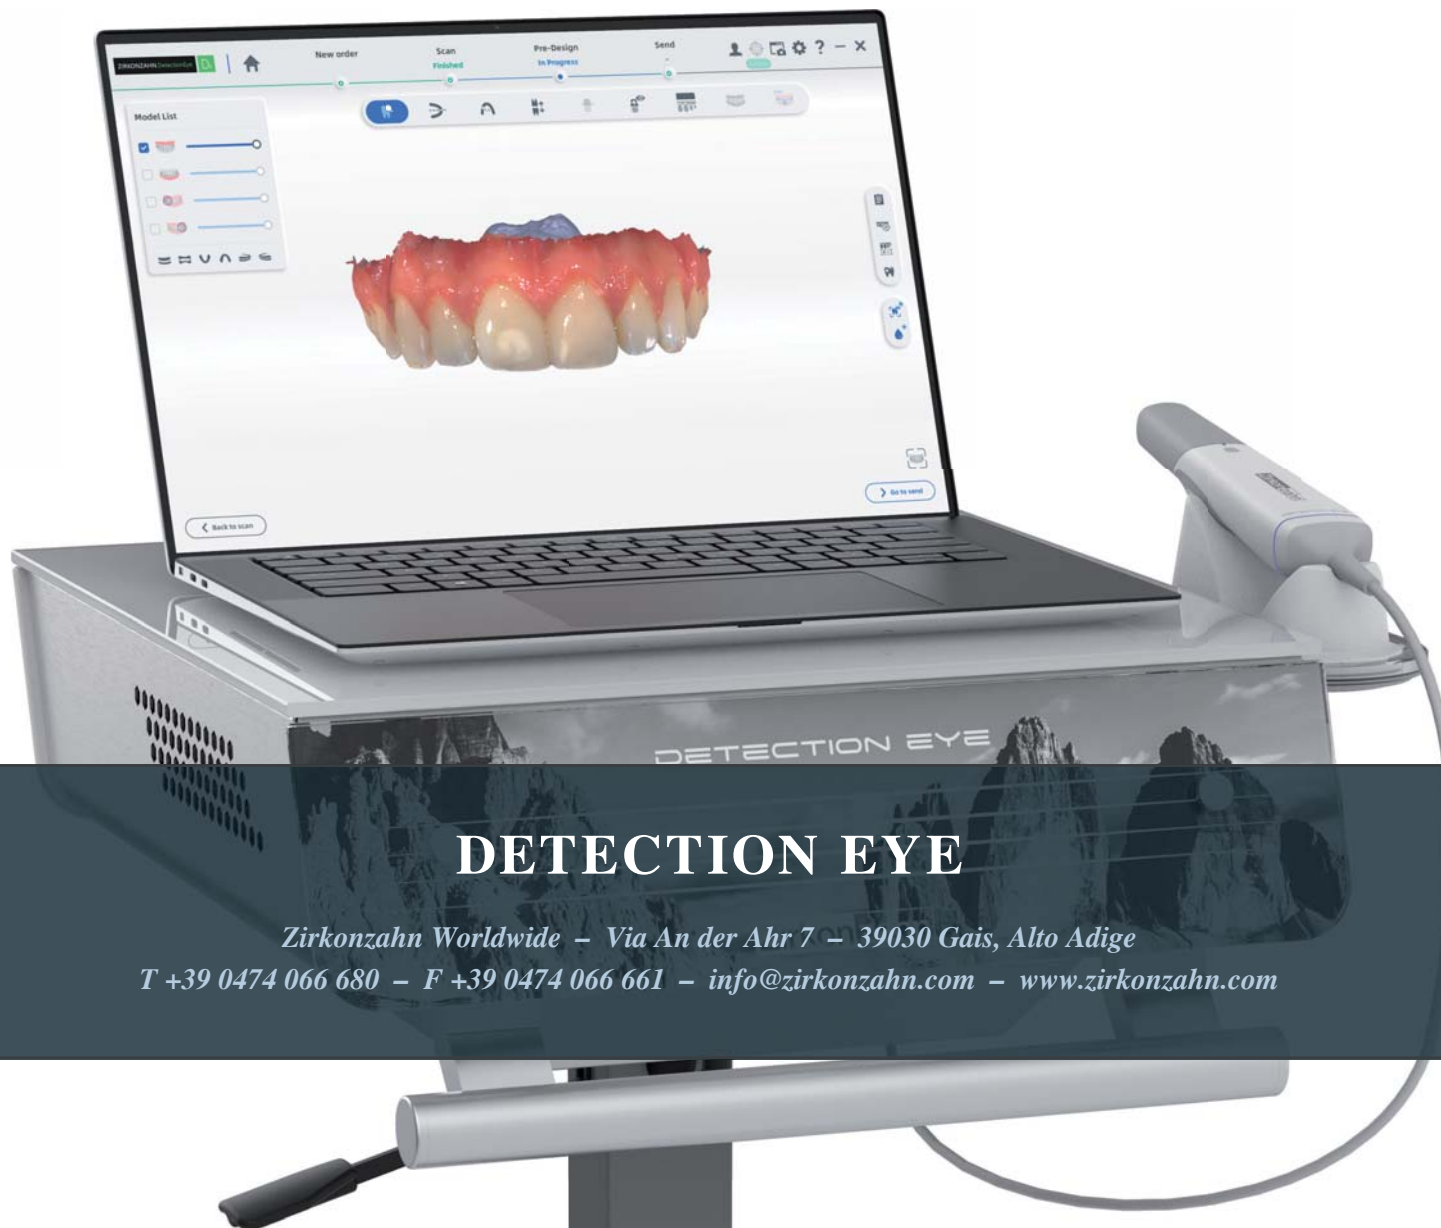 ZIRKONZAHN DetectionEye
New order
Scan
Finished
Pre-Design
In Progress
Send
Model List
Back to scan
Go to send
DETECTION EYE
DETECTION EYE
Zirkonzahn Worldwide – Via An der Ahr 7 – 39030 Gais, Alto Adige
T +39 0474 066 680 – F +39 0474 066 661 – info@zirkonzahn.com – www.zirkonzahn.com